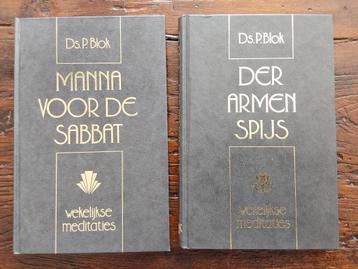 Ds. P. Blok
MANNA
VOOR DE
SABBAT
wekelijkse
meditaties
Ds. P. Blok
DER
ARMEN
SPIJS
wekelijkse
meditaties